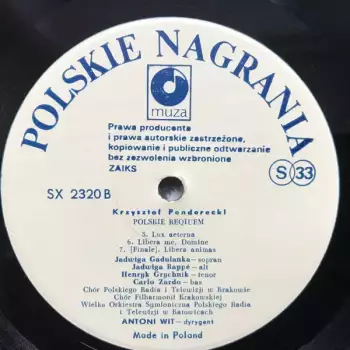 POLSKIE NAGRANIA
muza
Prawa producenta
i prawa autorskie zastrzeżone,
kopiowanie i publiczne odtwarzanie
bez zezwolenia wzbronione
ZAIKS
S 33
SX 2320 B
Krzysztof Penderecki
POLSKIE REQIUEM
5. Lux aeterna
6. Libera me, Domine
7. [Finale]. Libera animas
Jadwiga Gadulanka—sopran
Jadwiga Rappé—alt
Henryk Grychnik—tenor
Carlo Zardo—bas
Chór Polskiego Radia i Telewizji w Krakowie
Chór Filharmonii Krakowskiej
Wielka Orkiestra Symfoniczna Polskiego Radia
i Telewizji w Katowicach
ANTONI WIT—dyrygent
Made in Poland